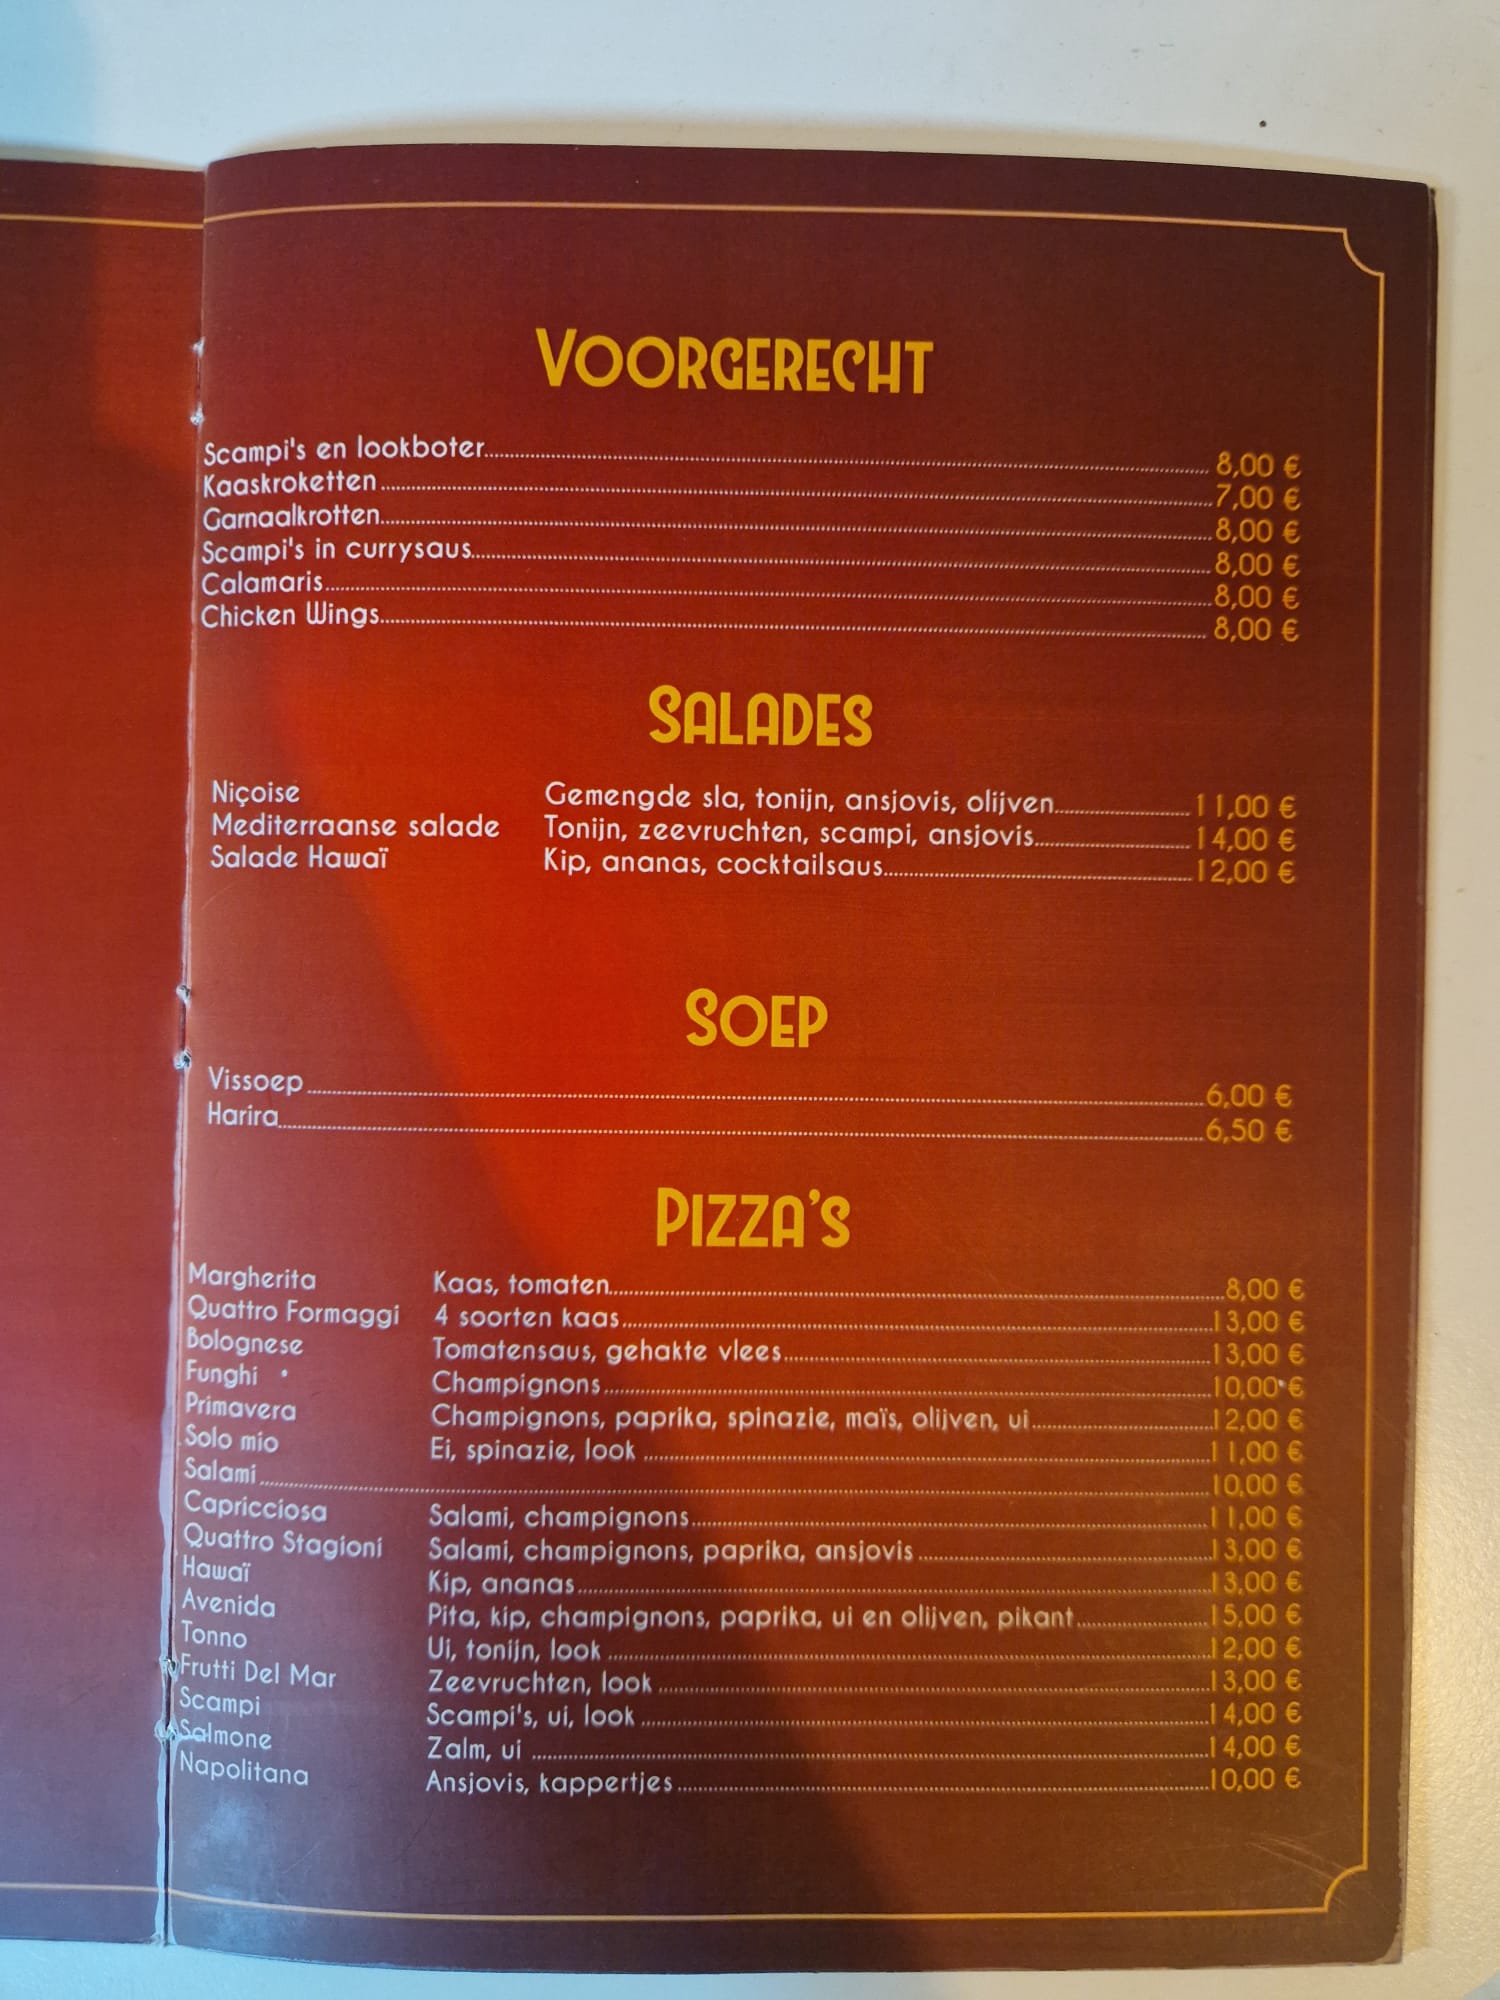 VOORGERECHT
Scampi's en lookboter 8,00 €
Kaaskroketten 7,00 €
Garnaalkrotten 8,00 €
Scampi's in currysaus 8,00 €
Calamaris 8,00 €
Chicken Wings 8,00 €
SALADES
Niçoise Gemengde sla, tonijn, ansjovis, olijven 11,00 €
Mediterraanse salade Tonijn, zeevruchten, scampi, ansjovis 14,00 €
Salade Hawaï Kip, ananas, cocktailsaus 12,00 €
SOEP
Vissoep 6,00 €
Harira 6,50 €
PIZZA'S
Margherita Kaas, tomaten 8,00 €
Quattro Formaggi 4 soorten kaas 13,00 €
Bolognese Tomatensaus, gehakte vlees 13,00 €
Funghi Champignons 10,00 €
Primavera Champignons, paprika, spinazie, maïs, olijven, ui 12,00 €
Solo mio Ei, spinazie, look 11,00 €
Salami 10,00 €
Capricciosa Salami, champignons 11,00 €
Quattro Stagioni Salami, champignons, paprika, ansjovis 13,00 €
Hawaï Kip, ananas 13,00 €
Avenida Pita, kip, champignons, paprika, ui en olijven, pikant 15,00 €
Tonno Ui, tonijn, look 12,00 €
Frutti Del Mar Zeevruchten, look 13,00 €
Scampi Scampi's, ui, look 14,00 €
Salmone Zalm, ui 14,00 €
Napolitana Ansjovis, kappertjes 10,00 €